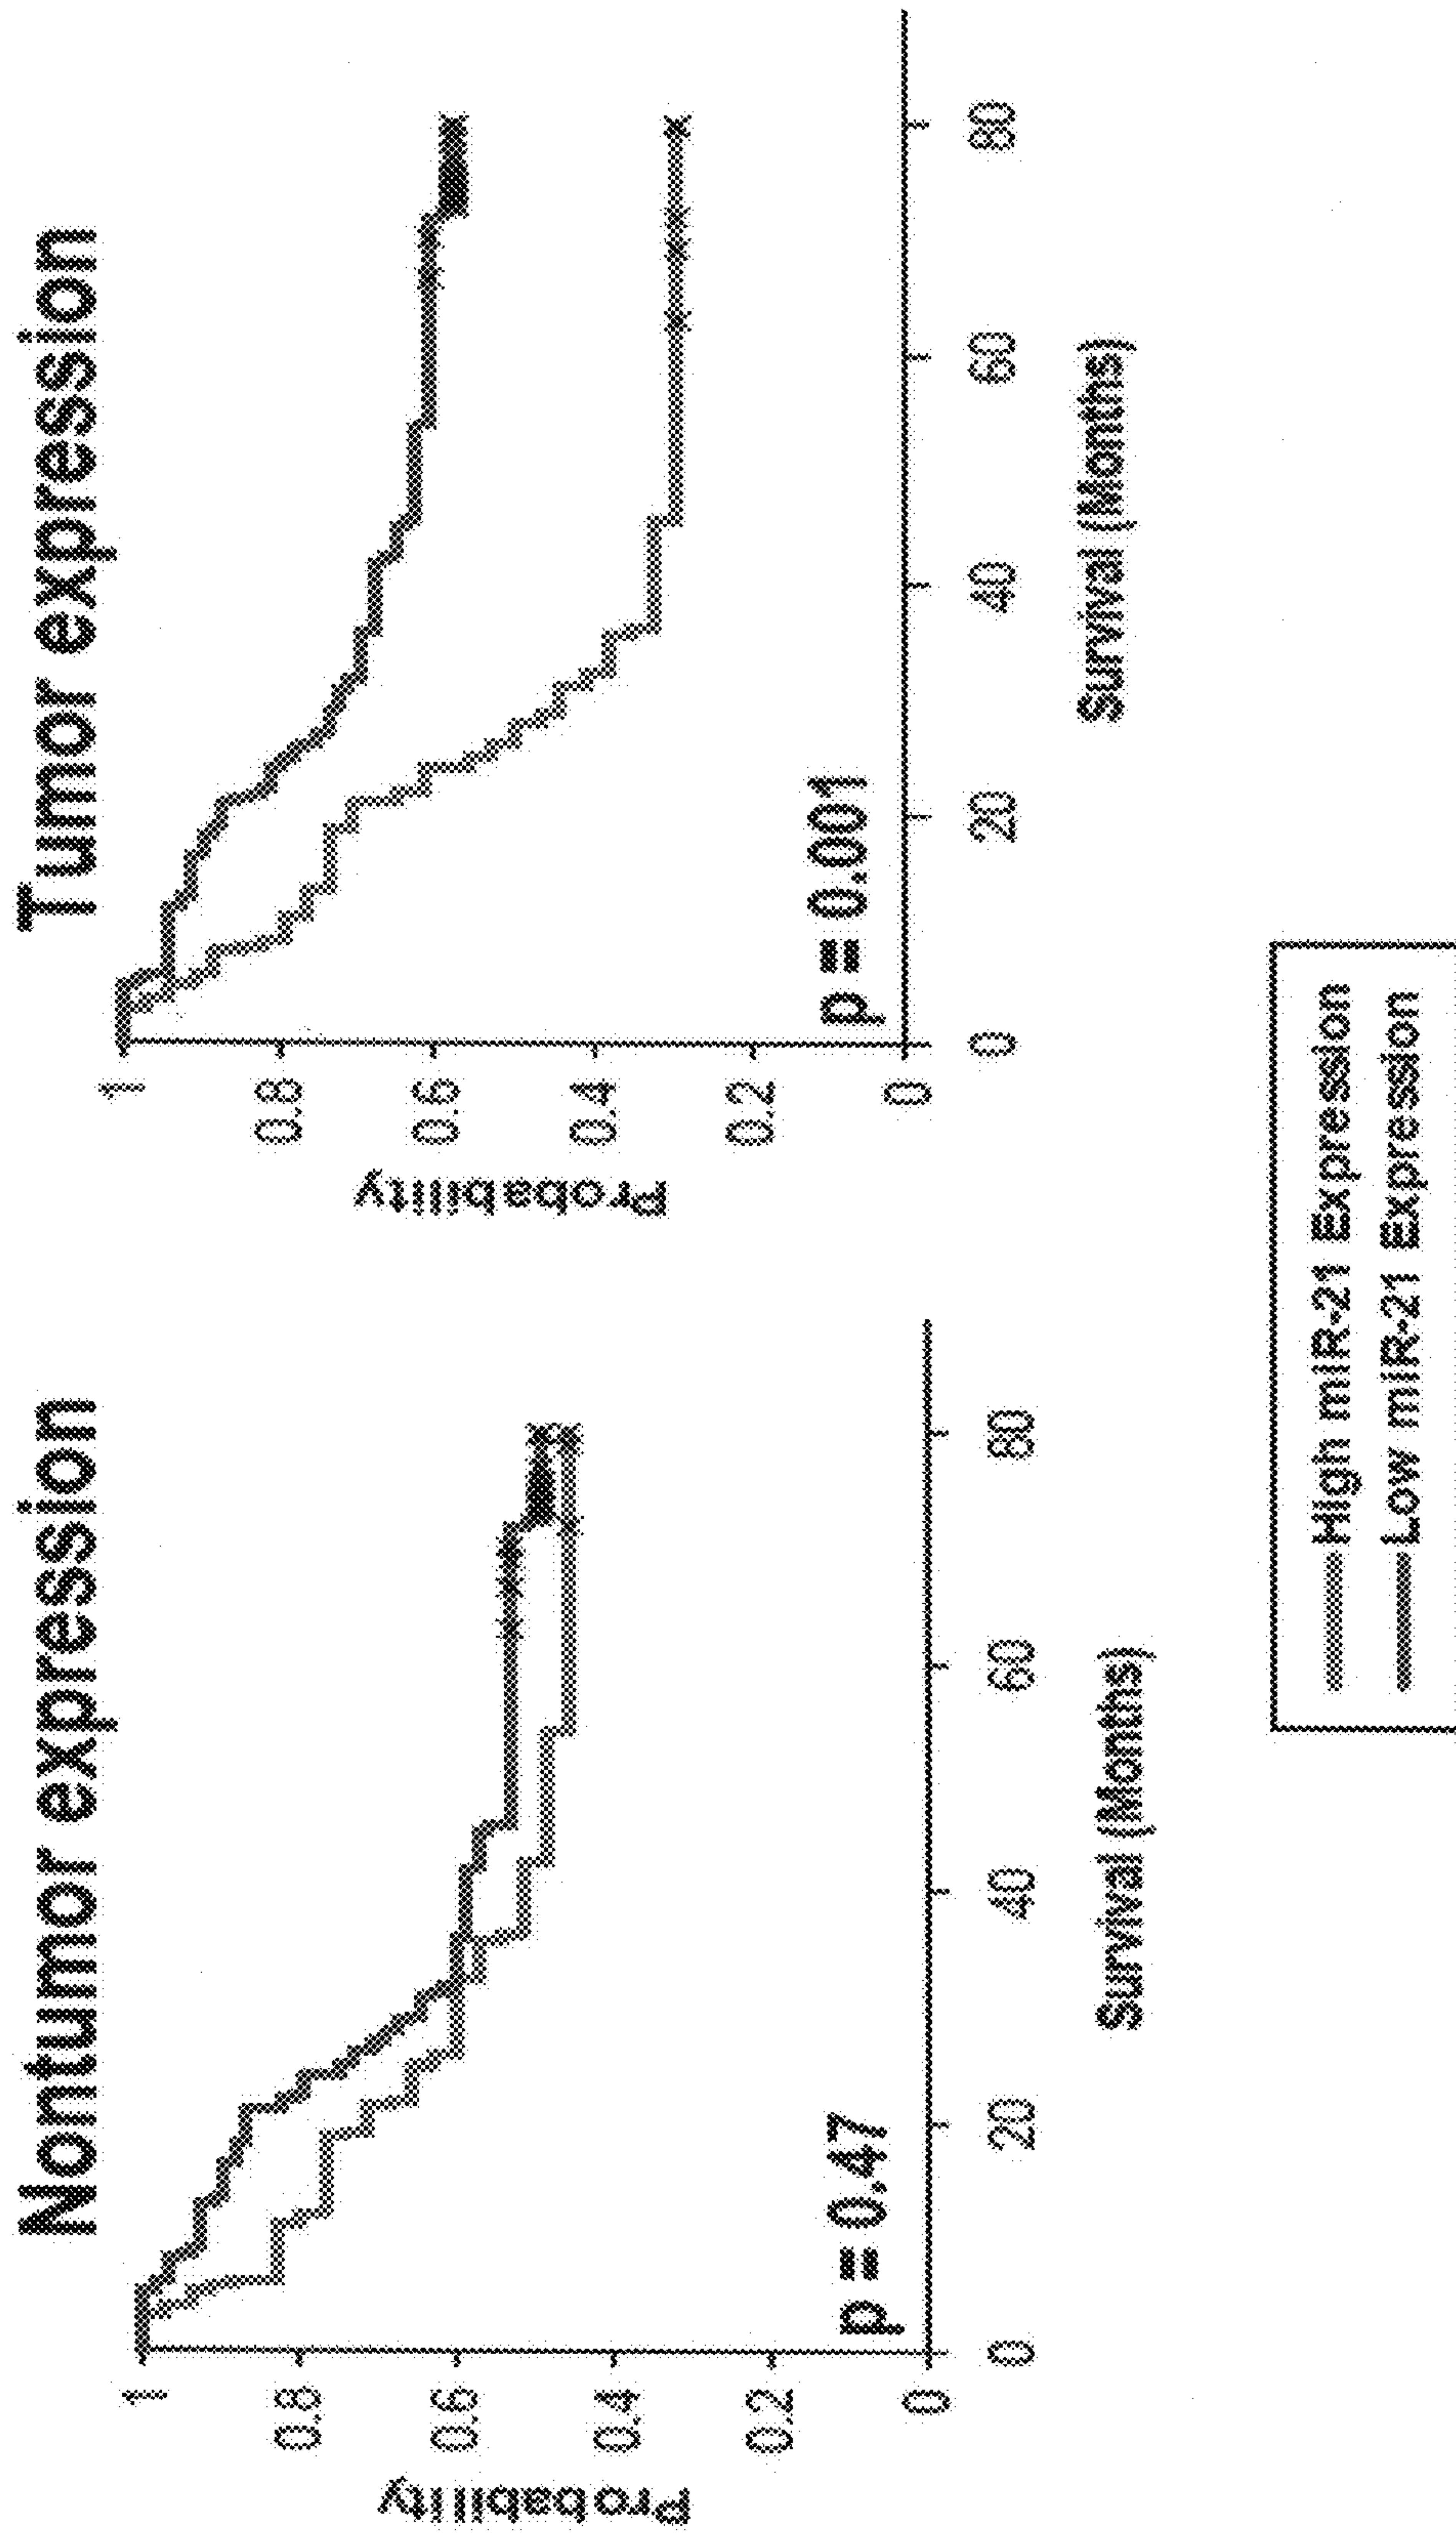 Nontumor expression
Probability
1
0.8
0.6
0.4
0.2
0
p = 0.47
0 20 40 60 80
Survival (Months)
Tumor expression
Probability
1
0.8
0.6
0.4
0.2
0
p = 0.001
0 20 40 60 80
Survival (Months)
High miR-21 Expression
Low miR-21 Expression